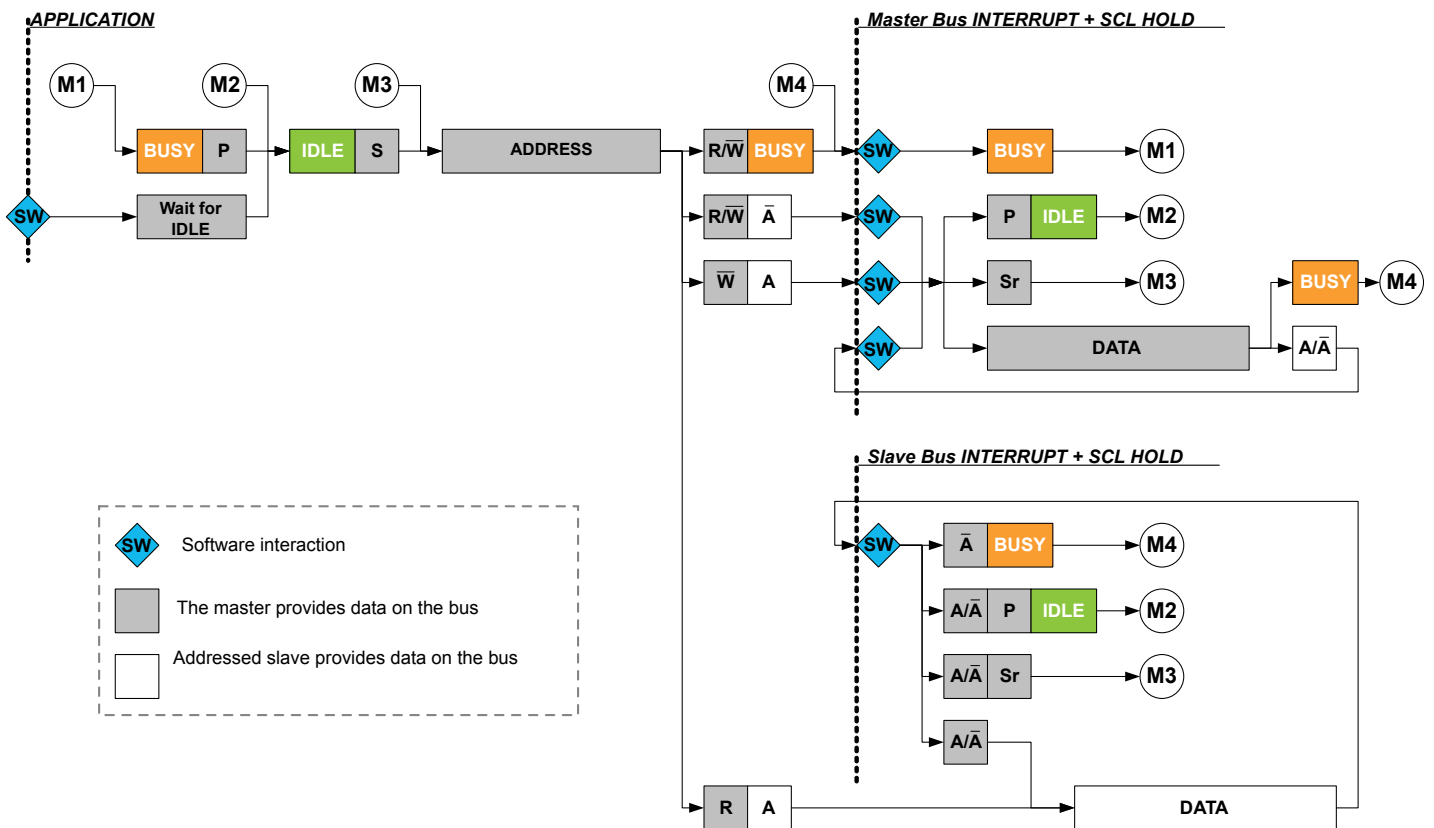 APPLICATION
Master Bus INTERRUPT + SCL HOLD
M1
M2
M3
M4
BUSY P
IDLE S
ADDRESS
R/W̅ BUSY
SW
BUSY
M1
SW
Wait for
IDLE
R/W̅ A̅
SW
P IDLE
M2
W̅ A
SW
Sr
M3
BUSY
M4
SW
DATA
A/A̅
Slave Bus INTERRUPT + SCL HOLD
SW
A̅ BUSY
M4
A/A̅ P IDLE
M2
A/A̅ Sr
M3
A/A̅
R A
DATA
SW Software interaction
The master provides data on the bus
Addressed slave provides data on the bus